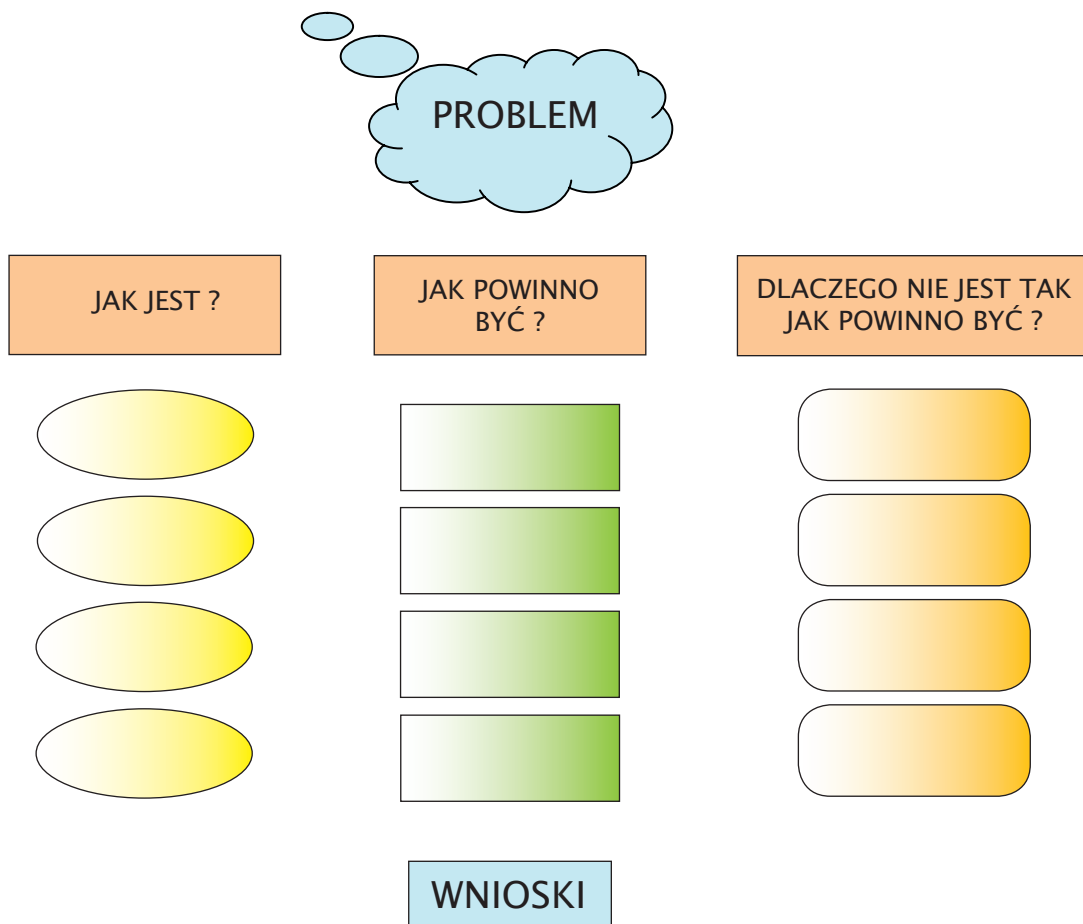 PROBLEM
JAK JEST ?
JAK POWINNO
BYĆ ?
DLACZEGO NIE JEST TAK
JAK POWINNO BYĆ ?
WNIOSKI